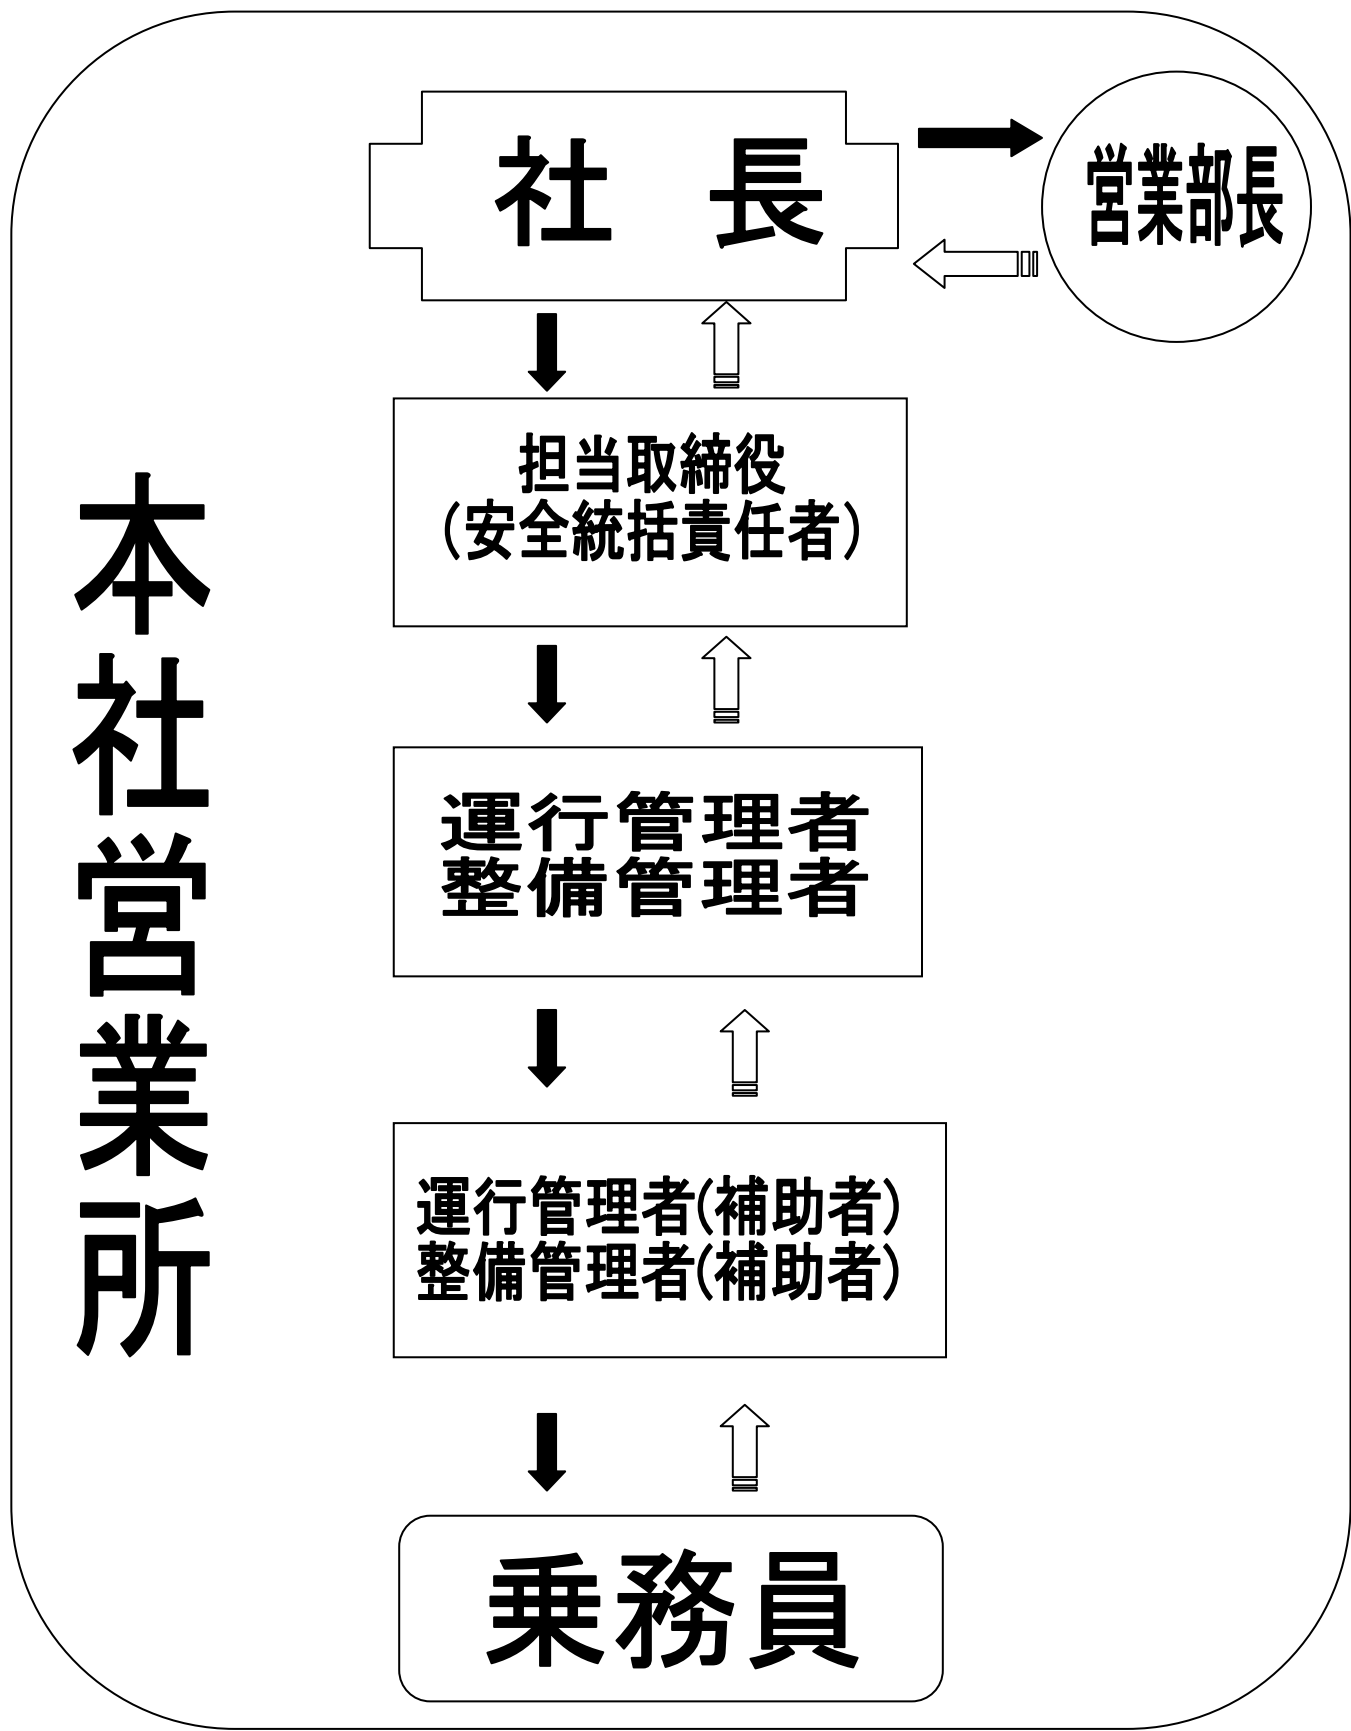 社　長
営業部長
担当取締役
（安全統括責任者）
運行管理者
整備管理者
運行管理者(補助者)
整備管理者(補助者)
乗務員
本社営業所